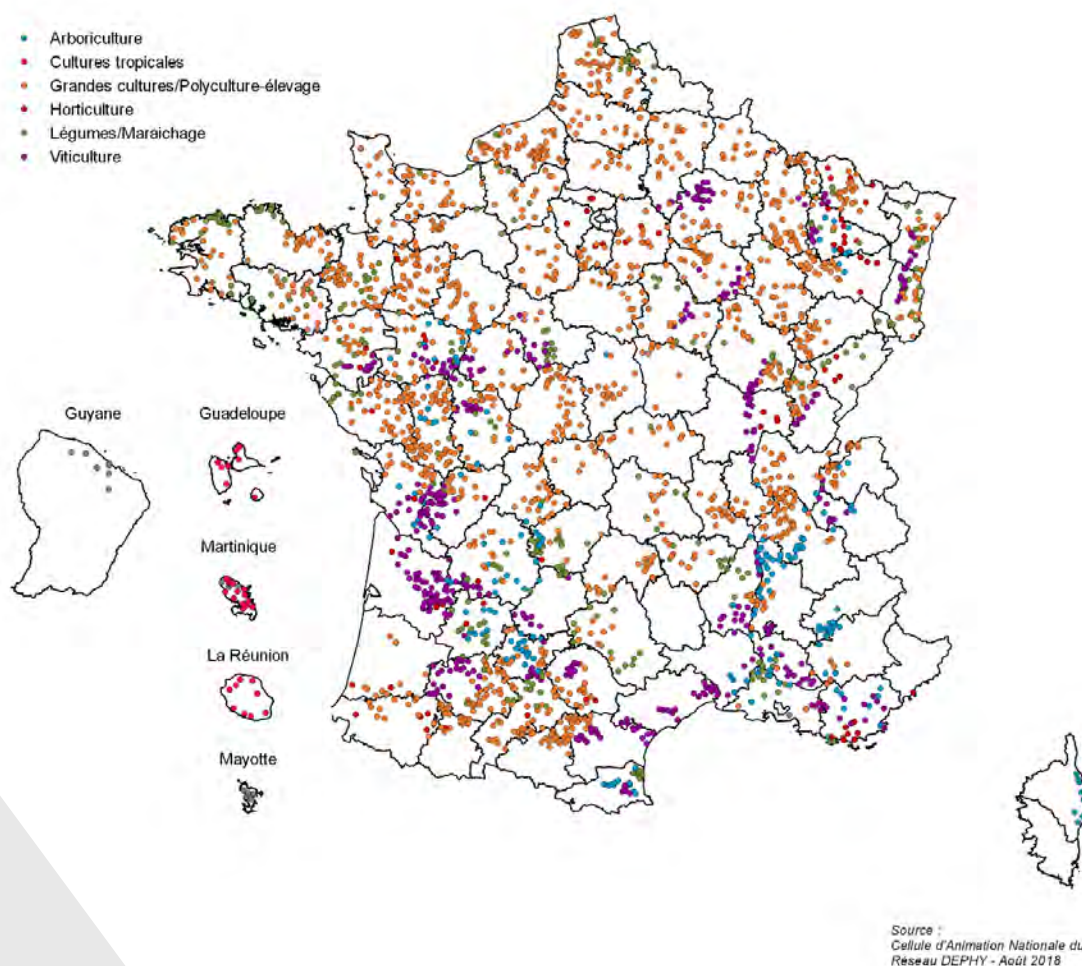 Arboriculture
Cultures tropicales
Grandes cultures/Polyculture-élevage
Horticulture
Légumes/Maraichage
Viticulture
Guyane
Guadeloupe
Martinique
La Réunion
Mayotte
Source :
Cellule d'Animation Nationale du
Réseau DEPHY - Août 2018